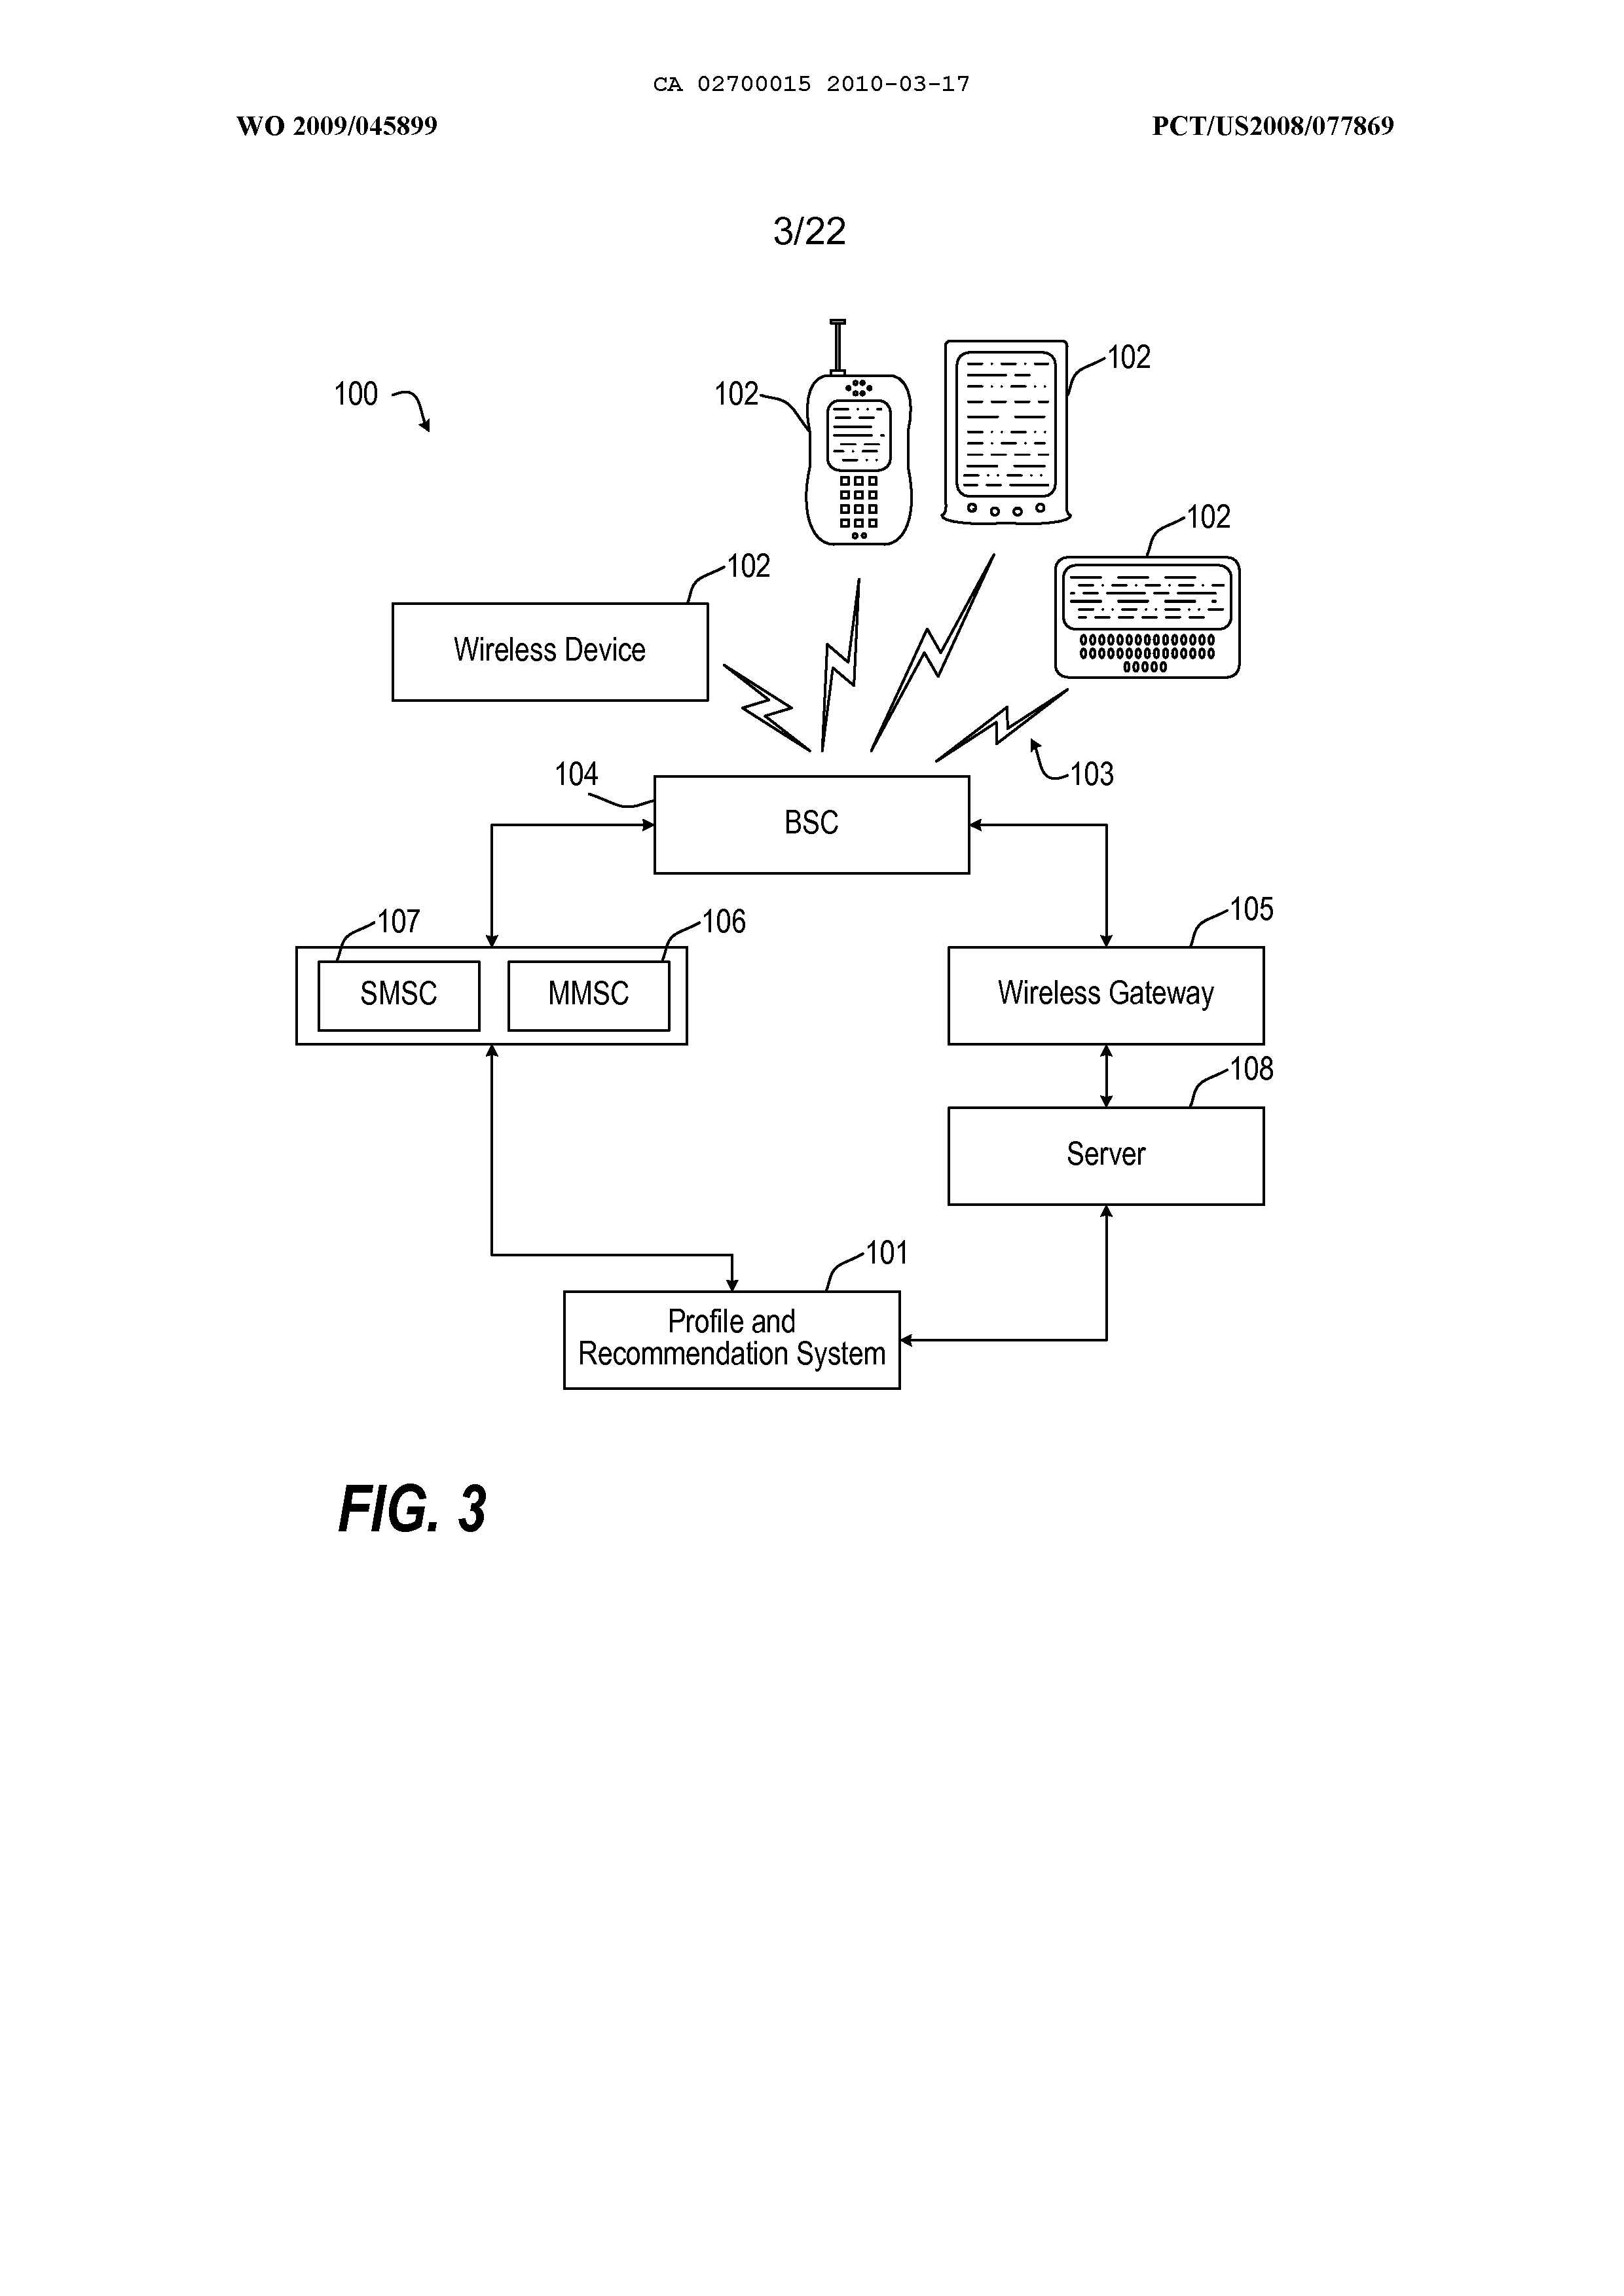 CA 02700015 2010-03-17
WO 2009/045899
PCT/US2008/077869
3/22
100
102
102
102
102
Wireless Device
103
104
BSC
107
106
105
SMSC
MMSC
Wireless Gateway
108
Server
101
Profile and
Recommendation System
FIG. 3